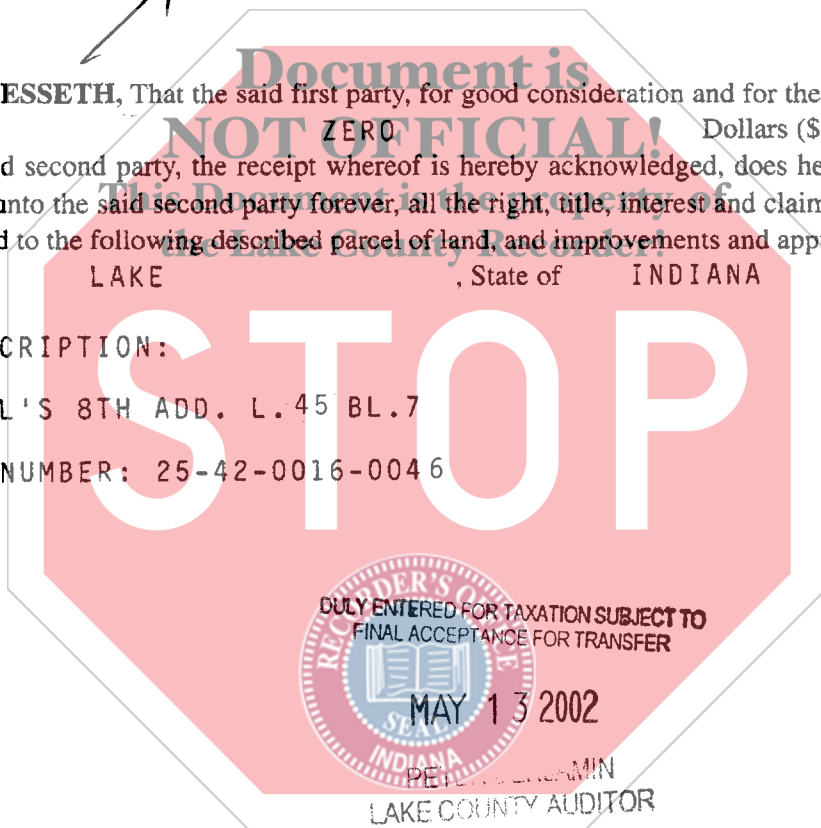 Document is
ESSETH, That the said first party, for good consideration and for the
NOT OFFICIAL!
ZERO Dollars ($
d second party, the receipt whereof is hereby acknowledged, does he
This Document is the property of
unto the said second party forever, all the right, title, interest and claim
the Lake County Recorder!
d to the following described parcel of land, and improvements and app
LAKE , State of INDIANA
STOP
CRIPTION:
L'S 8TH ADD. L.45 BL.7
NUMBER: 25-42-0016-0046
RECORDER'S OFFICE
SEAL
INDIANA
DULY ENTERED FOR TAXATION SUBJECT TO
FINAL ACCEPTANCE FOR TRANSFER
MAY 13 2002
LAKE COUNTY AUDITOR